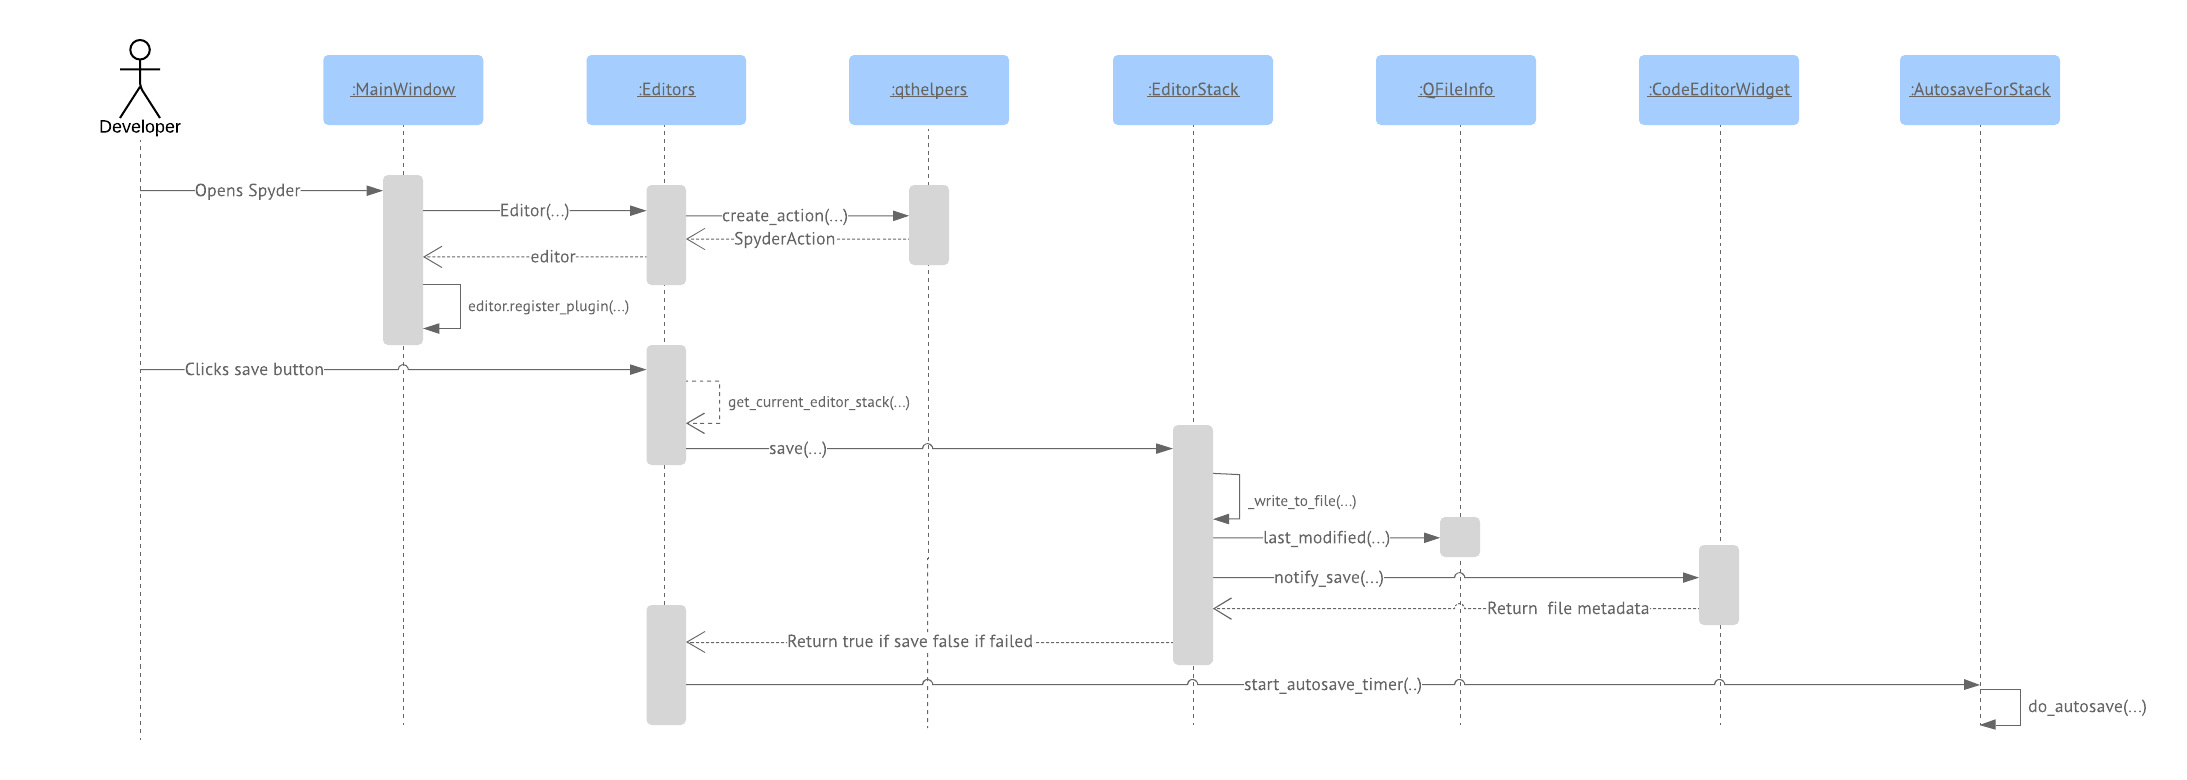 :MainWindow
:Editors
:qthelpers
:EditorStack
:QFileInfo
:CodeEditorWidget
:AutosaveForStack
Developer
Opens Spyder
Editor(...)
create_action(...)
SpyderAction
editor
editor.register_plugin(...)
Clicks save button
get_current_editor_stack(...)
save(...)
_write_to_file(...)
last_modified(...)
notify_save(...)
Return  file metadata
Return true if save false if failed
start_autosave_timer(..)
do_autosave(...)